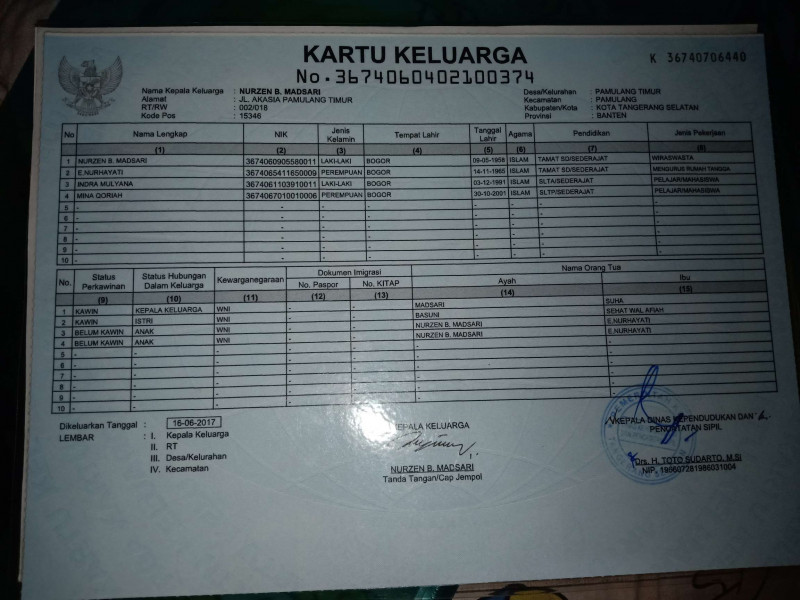 KARTU KELUARGA
No.3674060402100374
K 36740706440
Nama Kepala Keluarga : NURZEN B. MADSARI
Alamat : JL. AKASIA PAMULANG TIMUR
RT/RW : 002/018
Kode Pos : 15346
Desa/Kelurahan : PAMULANG TIMUR
Kecamatan : PAMULANG
Kabupaten/Kota : KOTA TANGERANG SELATAN
Provinsi : BANTEN
No Nama Lengkap NIK Jenis Kelamin Tempat Lahir Tanggal Lahir Agama Pendidikan Jenis Pekerjaan
(1) (2) (3) (4) (5) (6) (7) (8)
1 NURZEN B. MADSARI 3674060905580011 LAKI-LAKI BOGOR 09-05-1958 ISLAM TAMAT SD/SEDERAJAT WIRASWASTA
2 E.NURHAYATI 3674065411650009 PEREMPUAN BOGOR 14-11-1965 ISLAM TAMAT SD/SEDERAJAT MENGURUS RUMAH TANGGA
3 INDRA MULYANA 3674061103910011 LAKI-LAKI BOGOR 03-12-1991 ISLAM SLTA/SEDERAJAT PELAJAR/MAHASISWA
4 MINA QORIAH 3674067010010006 PEREMPUAN BOGOR 30-10-2001 ISLAM SLTP/SEDERAJAT PELAJAR/MAHASISWA
5 - - - - - - - -
6 - - - - - - - -
7 - - - - - - - -
8 - - - - - - - -
9 - - - - - - - -
10 - - - - - - - -
No. Status Perkawinan Status Hubungan Dalam Keluarga Kewarganegaraan Dokumen Imigrasi Nama Orang Tua
No. Paspor No. KITAP Ayah Ibu
(9) (10) (11) (12) (13) (14) (15)
1 KAWIN KEPALA KELUARGA WNI - - MADSARI SUHA
2 KAWIN ISTRI WNI - - BASUNI SEHAT WAL AFIAH
3 BELUM KAWIN ANAK WNI - - NURZEN B. MADSARI E.NURHAYATI
4 BELUM KAWIN ANAK WNI - - NURZEN B. MADSARI E.NURHAYATI
5 - - - - - - -
6 - - - - - - -
7 - - - - - - -
8 - - - - - - -
9 - - - - - - -
10 - - - - - - -
Dikeluarkan Tanggal : 16-06-2017
LEMBAR : I. Kepala Keluarga
II. RT
III. Desa/Kelurahan
IV. Kecamatan
KEPALA KELUARGA
NURZEN B. MADSARI
Tanda Tangan/Cap Jempol
KEPALA DINAS KEPENDUDUKAN DAN
PENCATATAN SIPIL
Drs. H. TOTO SUDARTO, M.SI
NIP. 196607281986031004